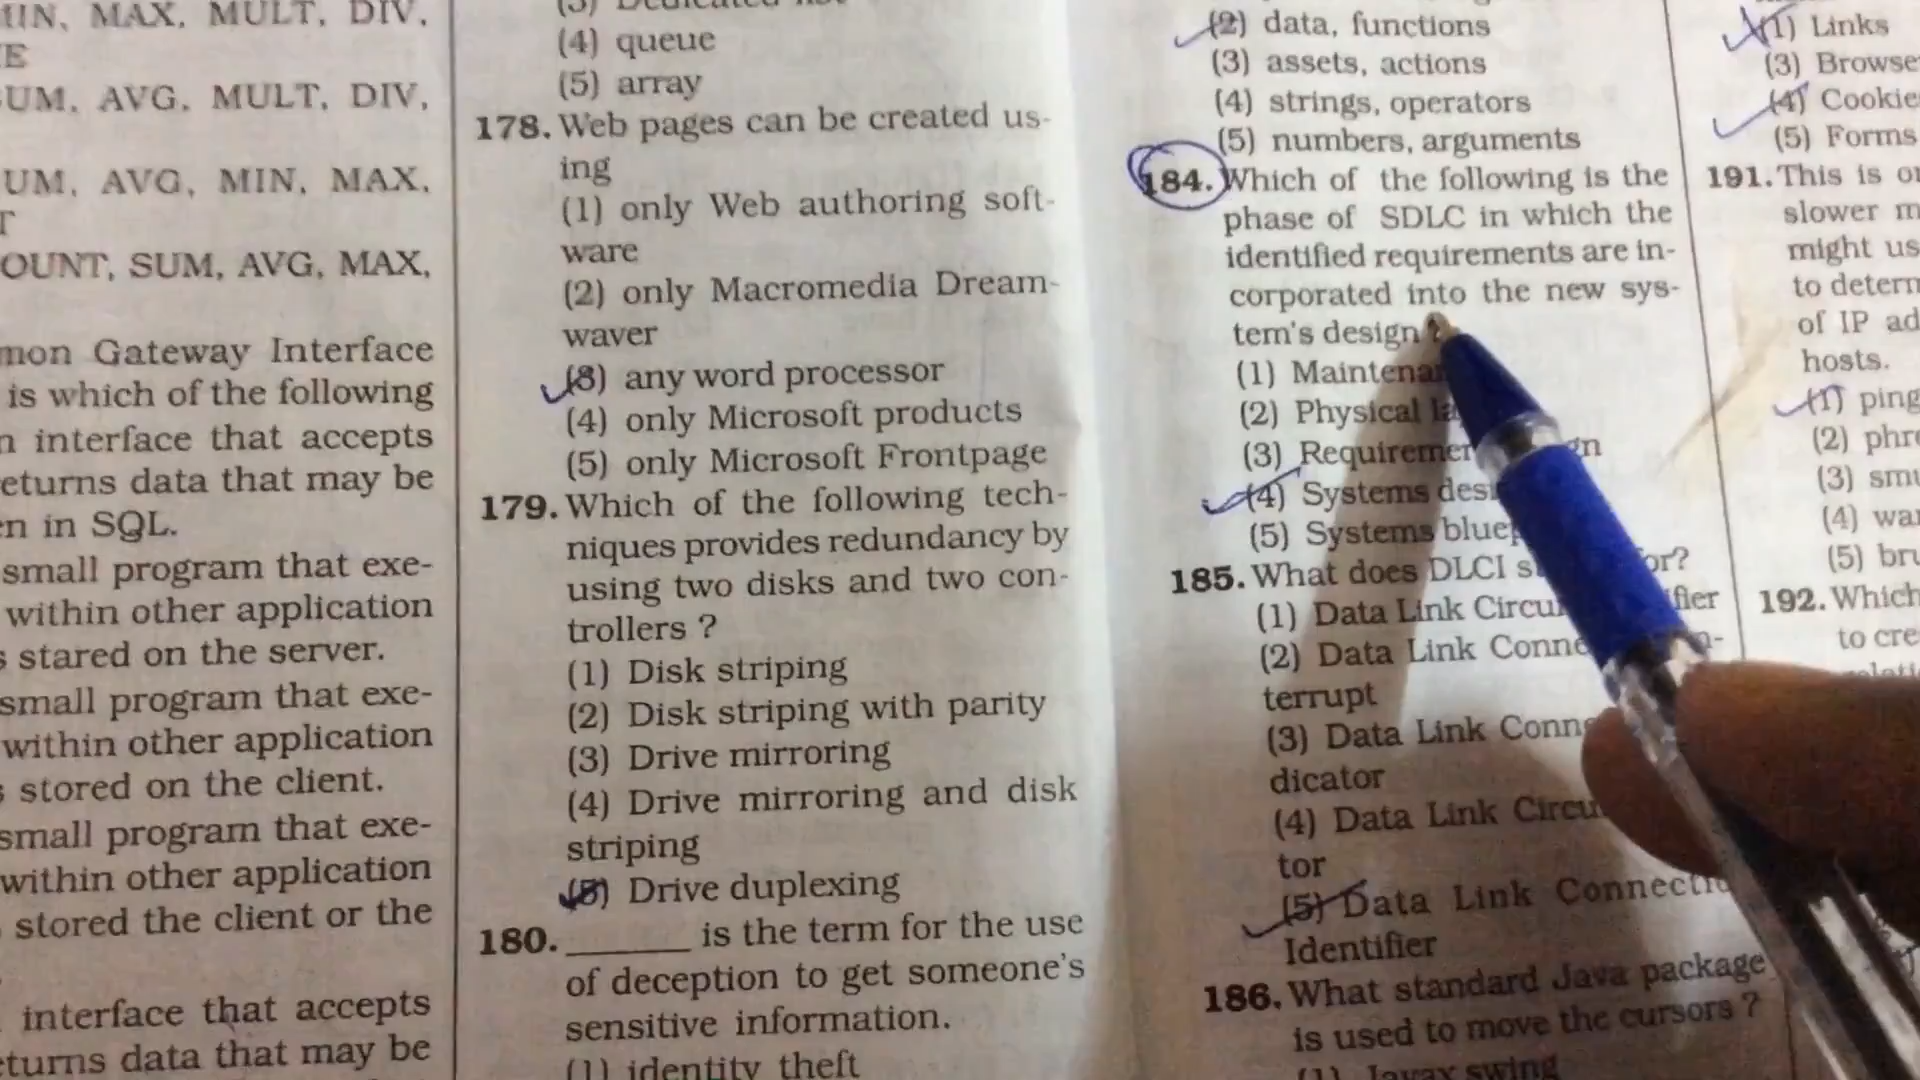 MIN, MAX, MULT, DIV,
E
SUM, AVG, MULT, DIV,
SUM, AVG, MIN, MAX,
T
COUNT, SUM, AVG, MAX,
mon Gateway Interface
is which of the following
n interface that accepts
eturns data that may be
en in SQL.
small program that exe-
within other application
s stared on the server.
small program that exe-
within other application
s stored on the client.
small program that exe-
within other application
stored the client or the
interface that accepts
eturns data that may be
(3) Dedicated
(4) queue
(5) array
178. Web pages can be created us-
ing
(1) only Web authoring soft-
ware
(2) only Macromedia Dream-
waver
(3) any word processor
(4) only Microsoft products
(5) only Microsoft Frontpage
179. Which of the following tech-
niques provides redundancy by
using two disks and two con-
trollers ?
(1) Disk striping
(2) Disk striping with parity
(3) Drive mirroring
(4) Drive mirroring and disk
striping
(5) Drive duplexing
180. ______ is the term for the use
of deception to get someone's
sensitive information.
(1) identity theft
(2) data, functions
(3) assets, actions
(4) strings, operators
(5) numbers, arguments
184. Which of the following is the
phase of SDLC in which the
identified requirements are in-
corporated into the new sys-
tem's design ?
(1) Maintena
(2) Physical
(3) Requiremen gn
(4) Systems des
(5) Systems bluep
185. What does DLCI s or?
(1) Data Link Circu fier
(2) Data Link Conne n-
terrupt
(3) Data Link Conn
dicator
(4) Data Link Circu
tor
(5) Data Link Connectio
Identifier
186. What standard Java package
is used to move the cursors ?
(1) Javax swing
(1) Links
(3) Browse
(4) Cookie
(5) Forms
191. This is o
slower m
might us
to determ
of IP ad
hosts.
(1) ping
(2) phr
(3) smu
(4) wa
(5) bru
192. Which
to cre